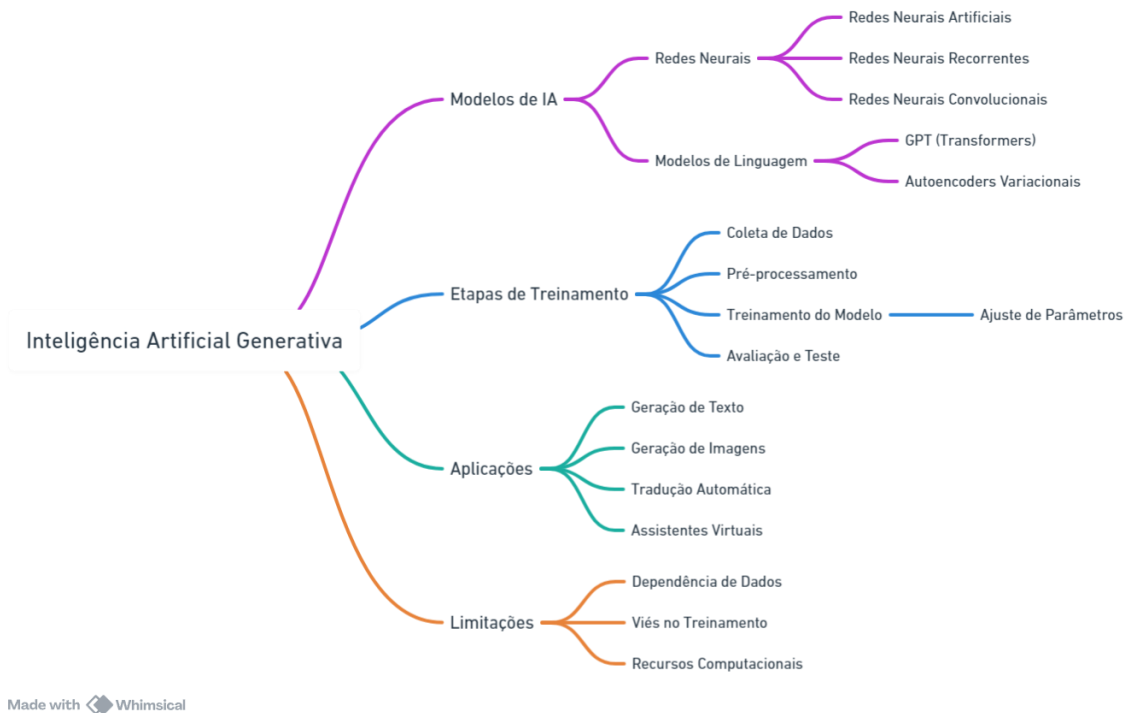 Inteligência Artificial Generativa
Modelos de IA
Redes Neurais
Redes Neurais Artificiais
Redes Neurais Recorrentes
Redes Neurais Convolucionais
Modelos de Linguagem
GPT (Transformers)
Autoencoders Variacionais
Etapas de Treinamento
Coleta de Dados
Pré-processamento
Treinamento do Modelo
Ajuste de Parâmetros
Avaliação e Teste
Aplicações
Geração de Texto
Geração de Imagens
Tradução Automática
Assistentes Virtuais
Limitações
Dependência de Dados
Viés no Treinamento
Recursos Computacionais
Made with Whimsical